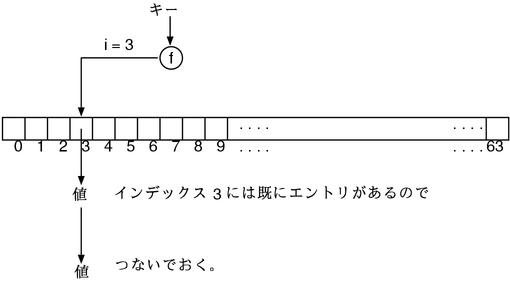 キー
i = 3
f
0 1 2 3 4 5 6 7 8 9 .... ....63
.... ....
値 インデックス 3 には既にエントリがあるので
値 つないでおく。